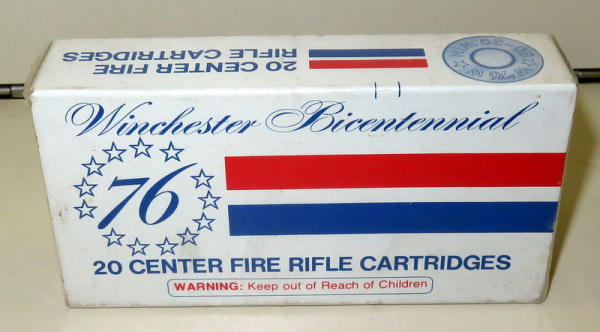 20 CENTER FIRE
RIFLE CARTRIDGES
Winchester Bicentennial
76
20 CENTER FIRE RIFLE CARTRIDGES
WARNING: Keep out of Reach of Children